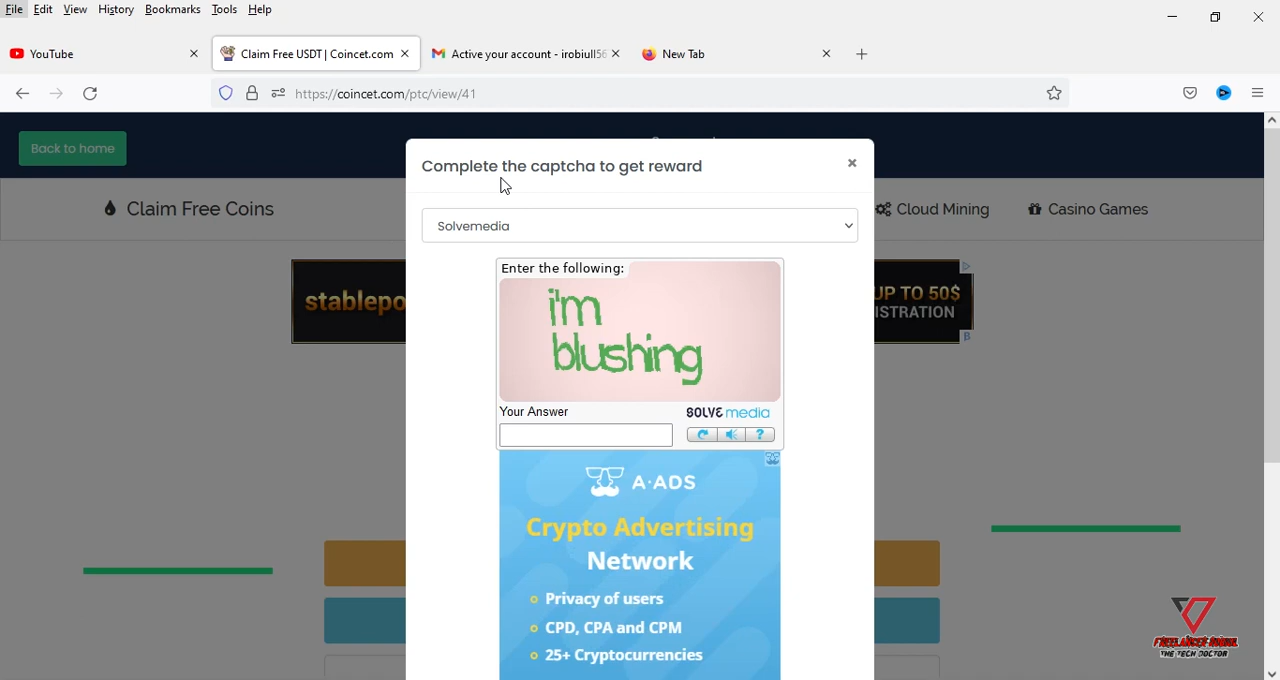 File Edit View History Bookmarks Tools Help
YouTube
Claim Free USDT | Coincet.com
Active your account - irobiull56
New Tab
https://coincet.com/ptc/view/41
Back to home
Complete the captcha to get reward
Claim Free Coins
Cloud Mining
Casino Games
Solvemedia
Enter the following:
i'm
blushing
stablepo
UP TO 50$
ISTRATION
Your Answer
SOLVE media
?
A-ADS
Crypto Advertising
Network
Privacy of users
CPD, CPA and CPM
25+ Cryptocurrencies
FREELANCER ROBIUL
THE TECH DOCTOR